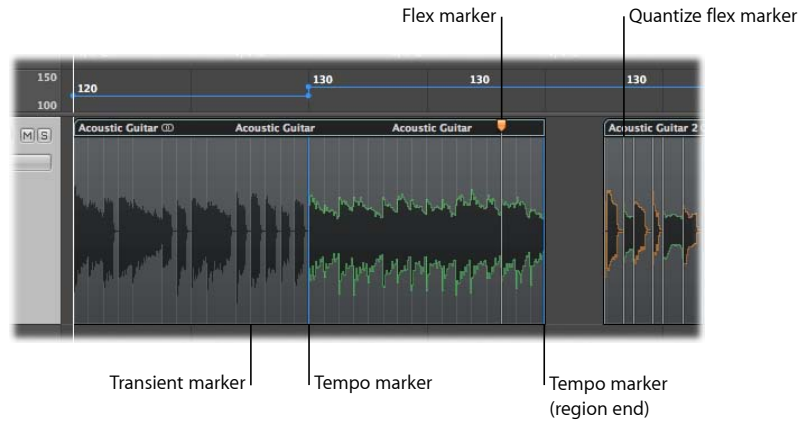 Flex marker
Quantize flex marker
150
120
130
130
130
100
M S
Acoustic Guitar
Acoustic Guitar
Acoustic Guitar
Acoustic Guitar 2
Transient marker
Tempo marker
Tempo marker
(region end)